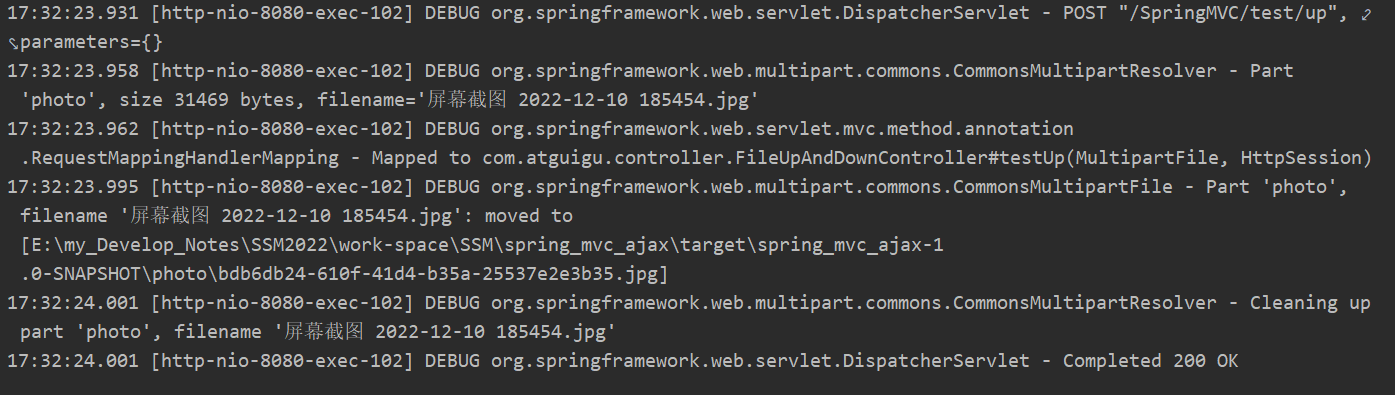 17:32:23.931 [http-nio-8080-exec-102] DEBUG org.springframework.web.servlet.DispatcherServlet - POST "/SpringMVC/test/up", 
parameters={}
17:32:23.958 [http-nio-8080-exec-102] DEBUG org.springframework.web.multipart.commons.CommonsMultipartResolver - Part
'photo', size 31469 bytes, filename='屏幕截图 2022-12-10 185454.jpg'
17:32:23.962 [http-nio-8080-exec-102] DEBUG org.springframework.web.servlet.mvc.method.annotation
.RequestMappingHandlerMapping - Mapped to com.atguigu.controller.FileUpAndDownController#testUp(MultipartFile, HttpSession)
17:32:23.995 [http-nio-8080-exec-102] DEBUG org.springframework.web.multipart.commons.CommonsMultipartFile - Part 'photo',
filename '屏幕截图 2022-12-10 185454.jpg': moved to
[E:\my_Develop_Notes\SSM2022\work-space\SSM\spring_mvc_ajax\target\spring_mvc_ajax-1
.0-SNAPSHOT\photo\bdb6db24-610f-41d4-b35a-25537e2e3b35.jpg]
17:32:24.001 [http-nio-8080-exec-102] DEBUG org.springframework.web.multipart.commons.CommonsMultipartResolver - Cleaning up
part 'photo', filename '屏幕截图 2022-12-10 185454.jpg'
17:32:24.001 [http-nio-8080-exec-102] DEBUG org.springframework.web.servlet.DispatcherServlet - Completed 200 OK